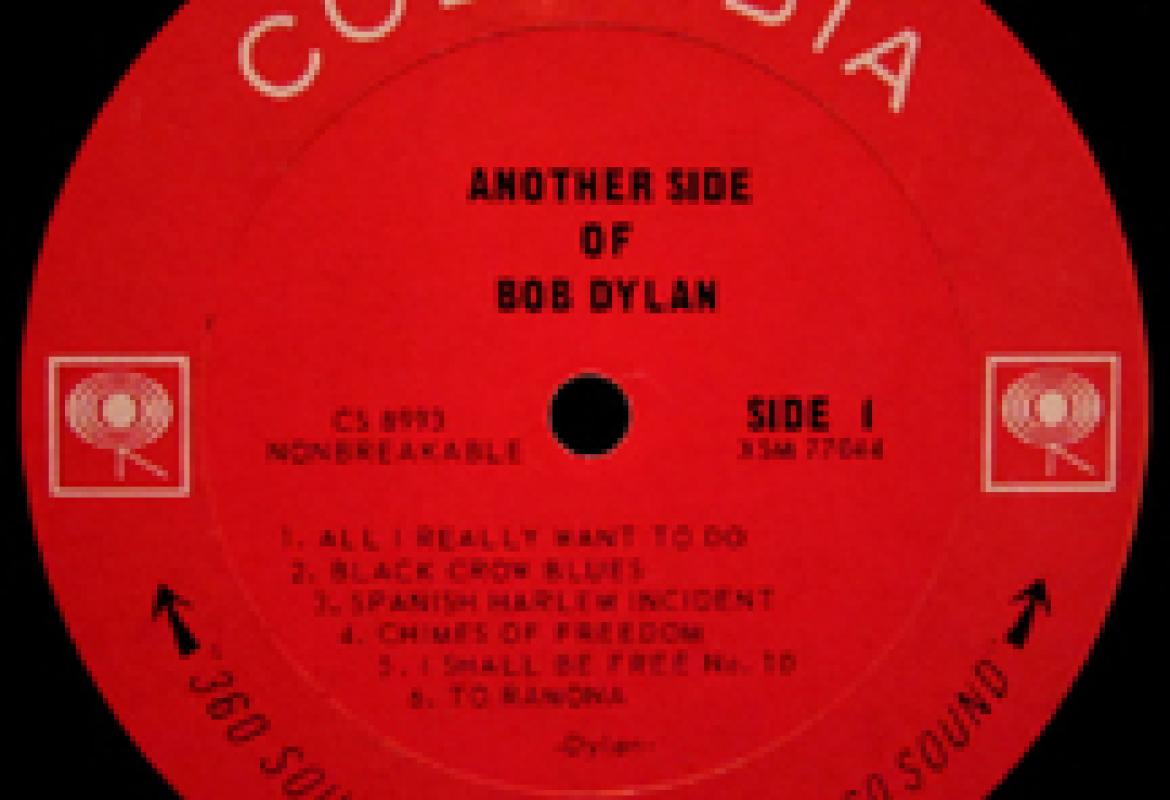 ANOTHER SIDE
OF
BOB DYLAN
CS 8993
NONBREAKABLE
SIDE 1
XSM 77044
1. ALL I REALLY WANT TO DO
2. BLACK CROW BLUES
3. SPANISH HARLEM INCIDENT
4. CHIMES OF FREEDOM
5. I SHALL BE FREE No. 10
6. TO RAMONA
-Dylan-
360 SOU
SOUND